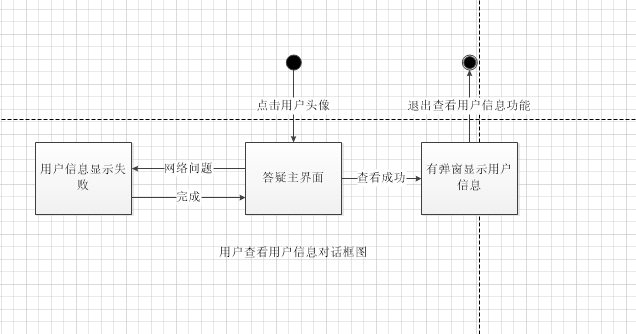 点击用户头像
退出查看用户信息功能
用户信息显示失
败
网络问题
完成
答疑主界面
查看成功
有弹窗显示用户
信息
用户查看用户信息对话框图